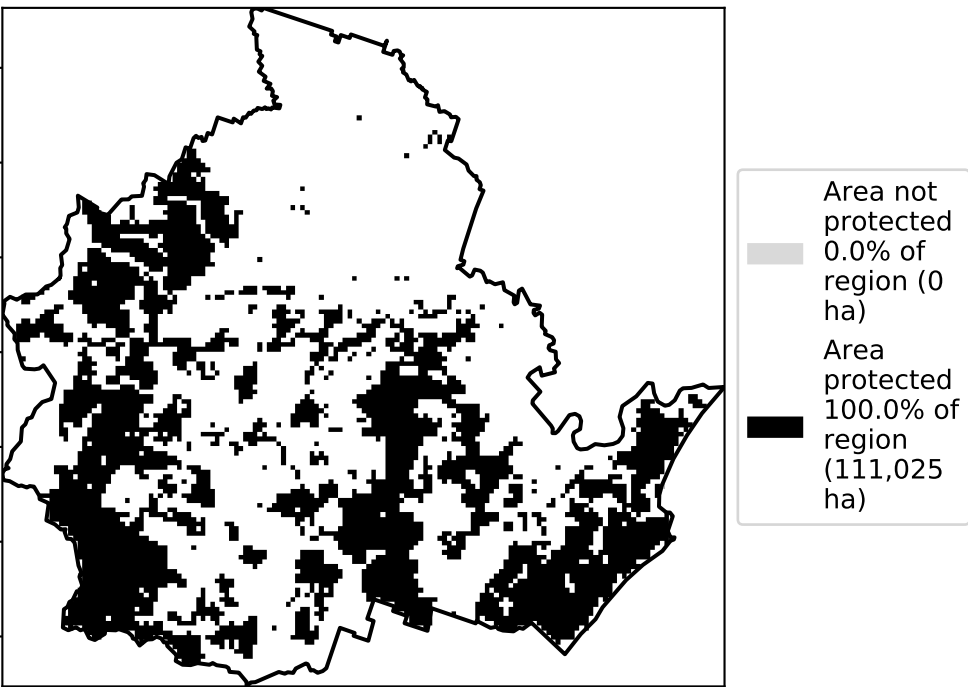 Area not
protected
0.0% of
region (0
ha)
Area
protected
100.0% of
region
(111,025
ha)